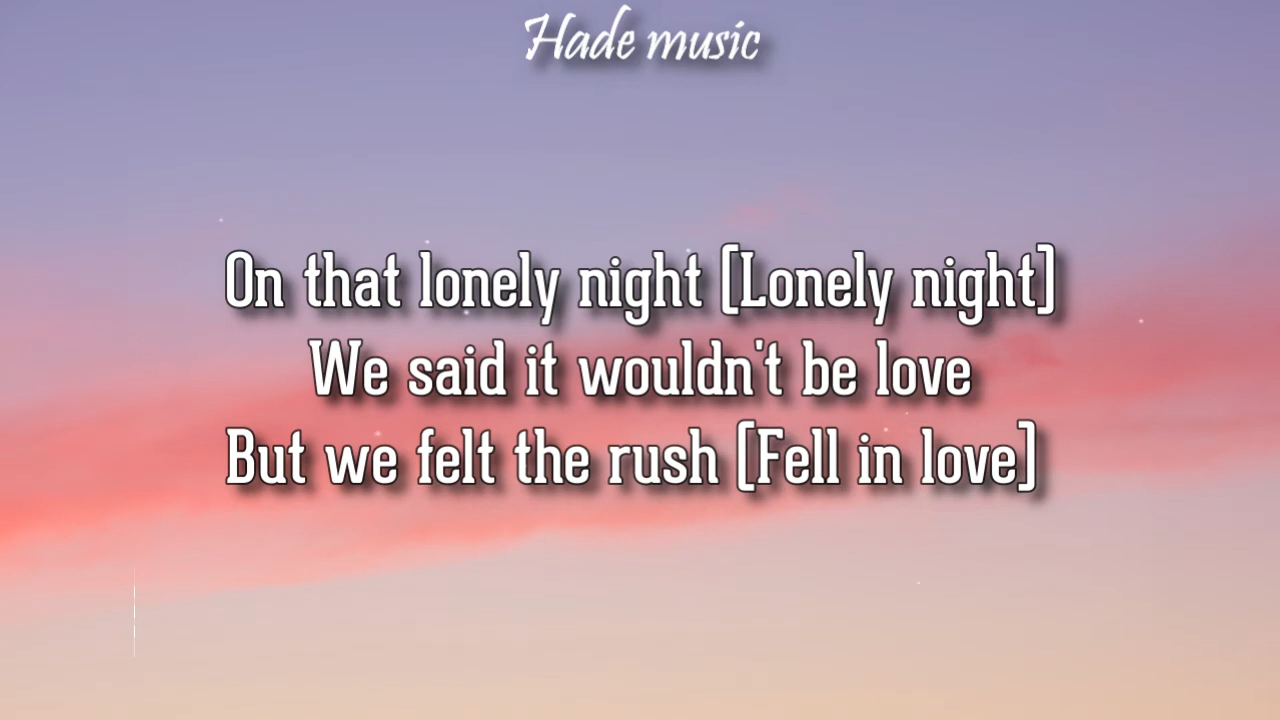 Hade music
On that lonely night (Lonely night)
We said it wouldn't be love
But we felt the rush (Fell in love)